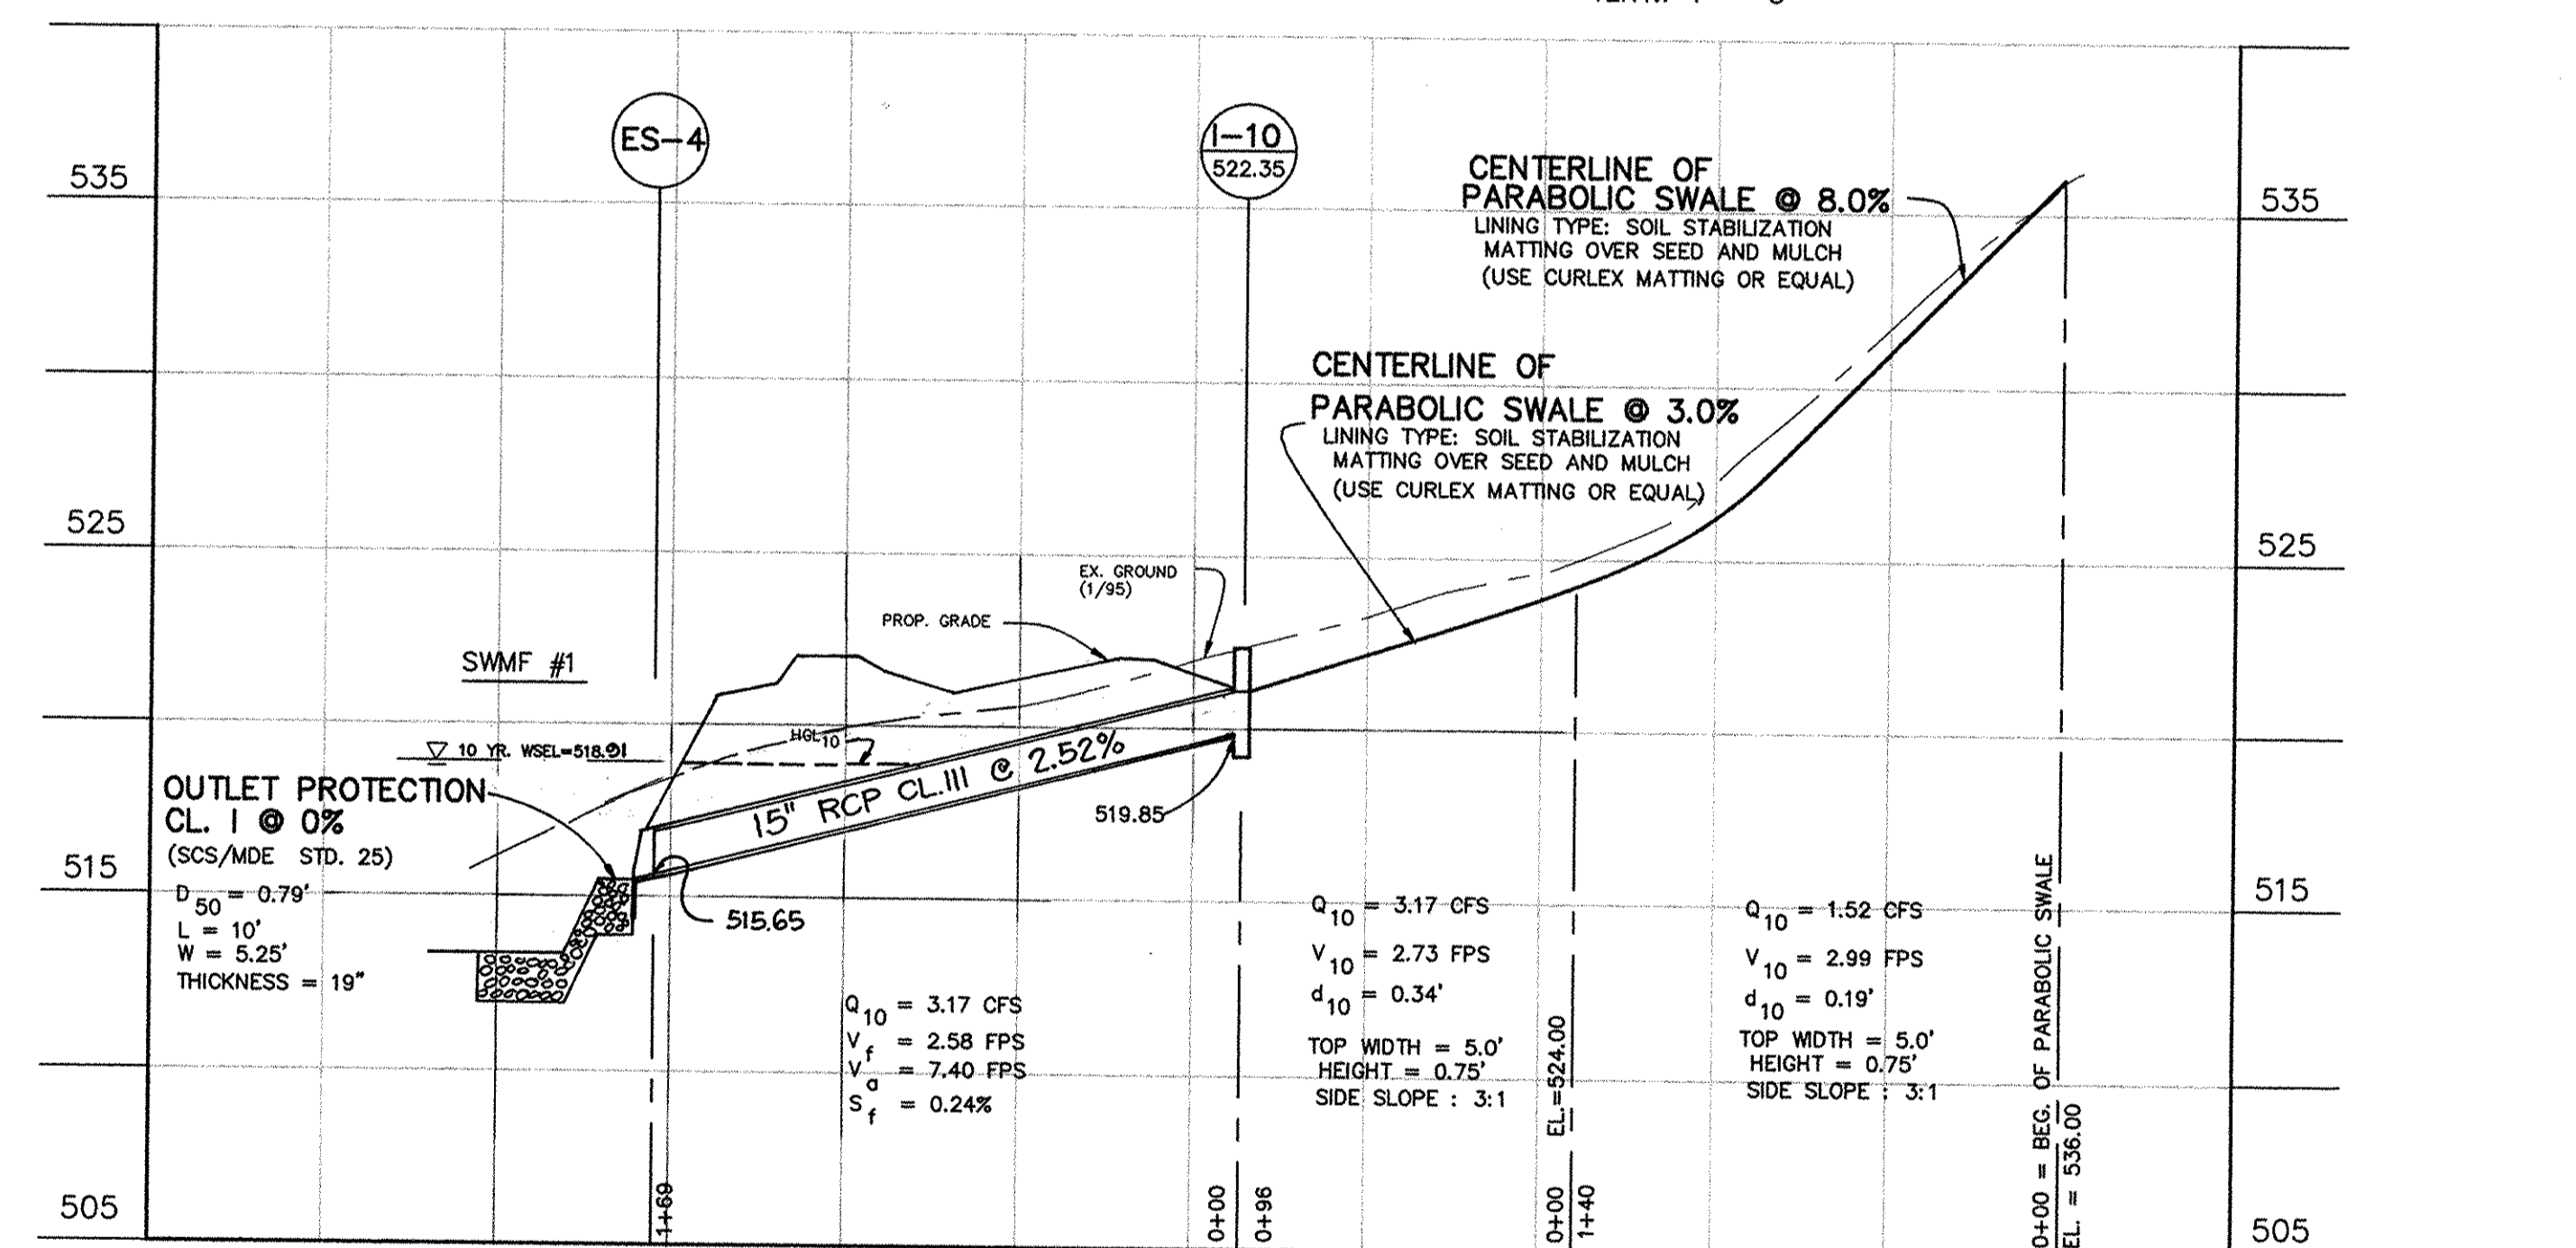 ES-4
I-10
522.35
535
535
CENTERLINE OF
PARABOLIC SWALE @ 8.0%
LINING TYPE: SOIL STABILIZATION
MATTING OVER SEED AND MULCH
(USE CURLEX MATTING OR EQUAL)
CENTERLINE OF
PARABOLIC SWALE @ 3.0%
LINING TYPE: SOIL STABILIZATION
MATTING OVER SEED AND MULCH
(USE CURLEX MATTING OR EQUAL)
525
525
EX. GROUND
(1/95)
PROP. GRADE
SWMF #1
HGL10
10 YR. WSEL=518.91
15" RCP CL.III @ 2.52%
519.85
OUTLET PROTECTION
CL. I @ 0%
(SCS/MDE STD. 25)
515
515
D50 = 0.79'
L = 10'
W = 5.25'
THICKNESS = 19"
515.65
Q10 = 3.17 CFS
Vf = 2.58 FPS
Va = 7.40 FPS
Sf = 0.24%
Q10 = 3.17 CFS
V10 = 2.73 FPS
d10 = 0.34'
TOP WIDTH = 5.0'
HEIGHT = 0.75'
SIDE SLOPE : 3:1
Q10 = 1.52 CFS
V10 = 2.99 FPS
d10 = 0.19'
TOP WIDTH = 5.0'
HEIGHT = 0.75'
SIDE SLOPE : 3:1
505
1+69
0+00
0+96
0+00 EL.=524.00
1+40
0+00 = BEG. OF PARABOLIC SWALE
EL. = 536.00
505